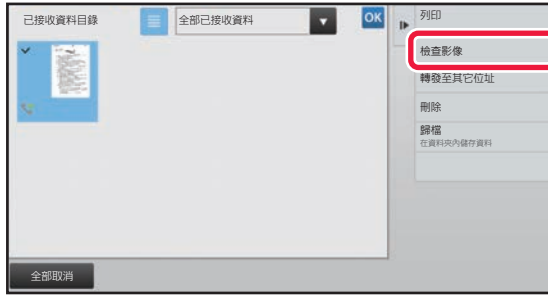 已接收資料目錄
全部已接收資料
OK
列印
檢查影像
轉發至其它位址
刪除
歸檔
在資料夾內儲存資料
全部取消